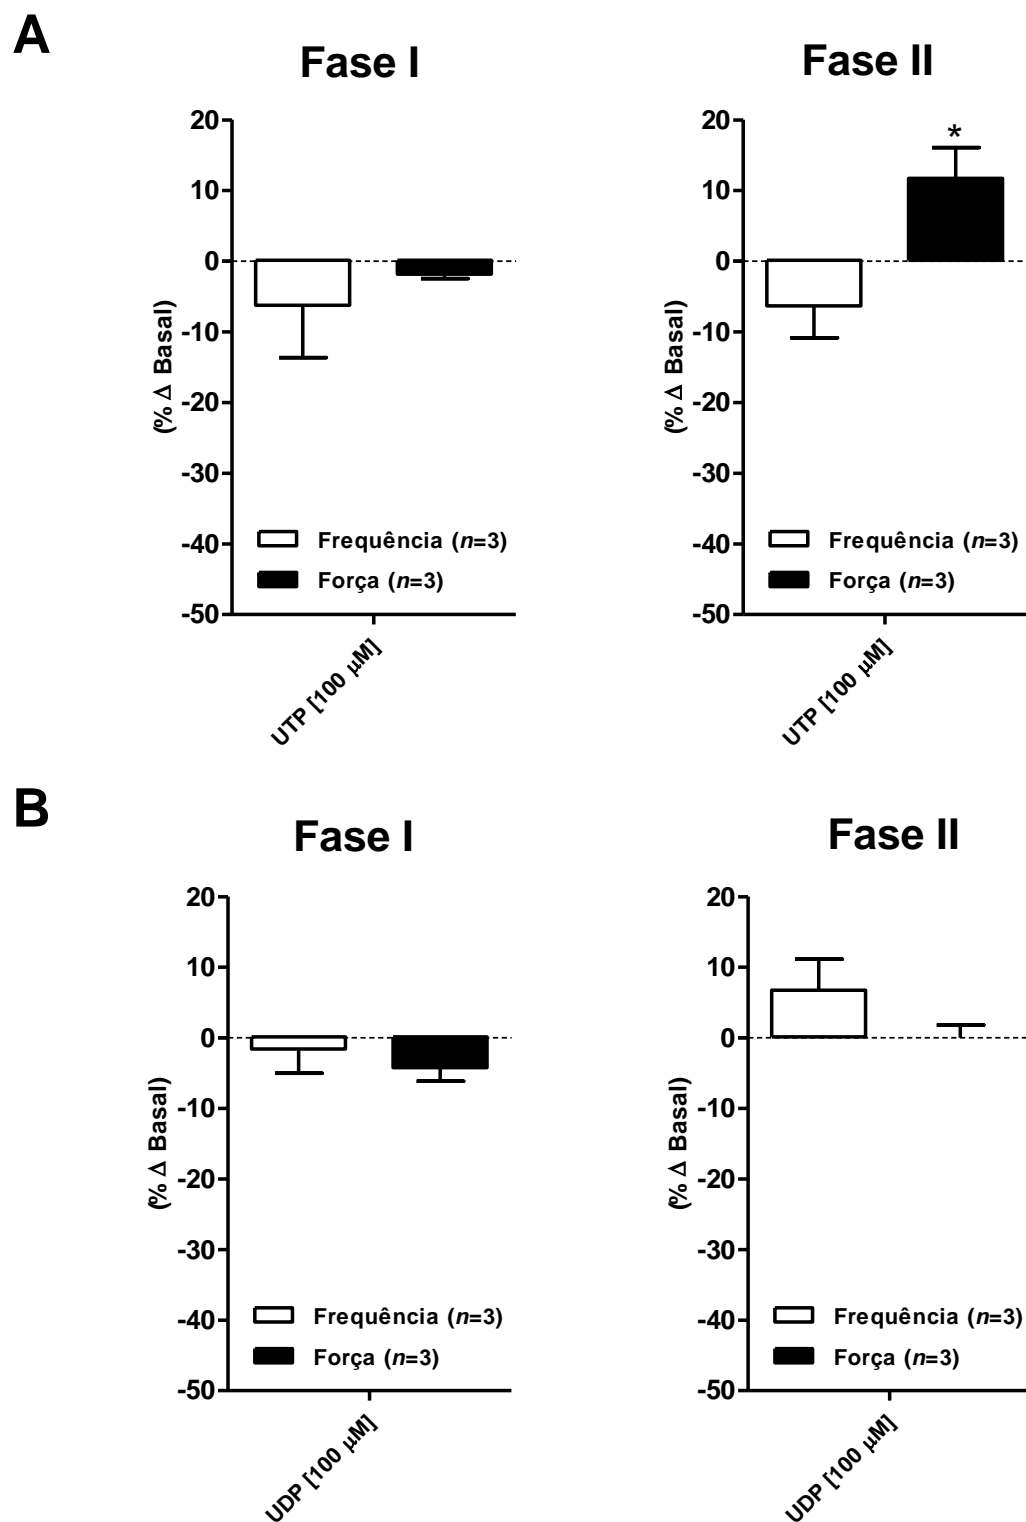 A
Fase I
20
10
0
-10
-20
-30
-40
-50
(% Δ Basal)
Frequência (n=3)
Força (n=3)
UTP [100 µM]
Fase II
20
10
0
-10
-20
-30
-40
-50
(% Δ Basal)
*
Frequência (n=3)
Força (n=3)
UTP [100 µM]
B
Fase I
20
10
0
-10
-20
-30
-40
-50
(% Δ Basal)
Frequência (n=3)
Força (n=3)
UDP [100 µM]
Fase II
20
10
0
-10
-20
-30
-40
-50
(% Δ Basal)
Frequência (n=3)
Força (n=3)
UDP [100 µM]